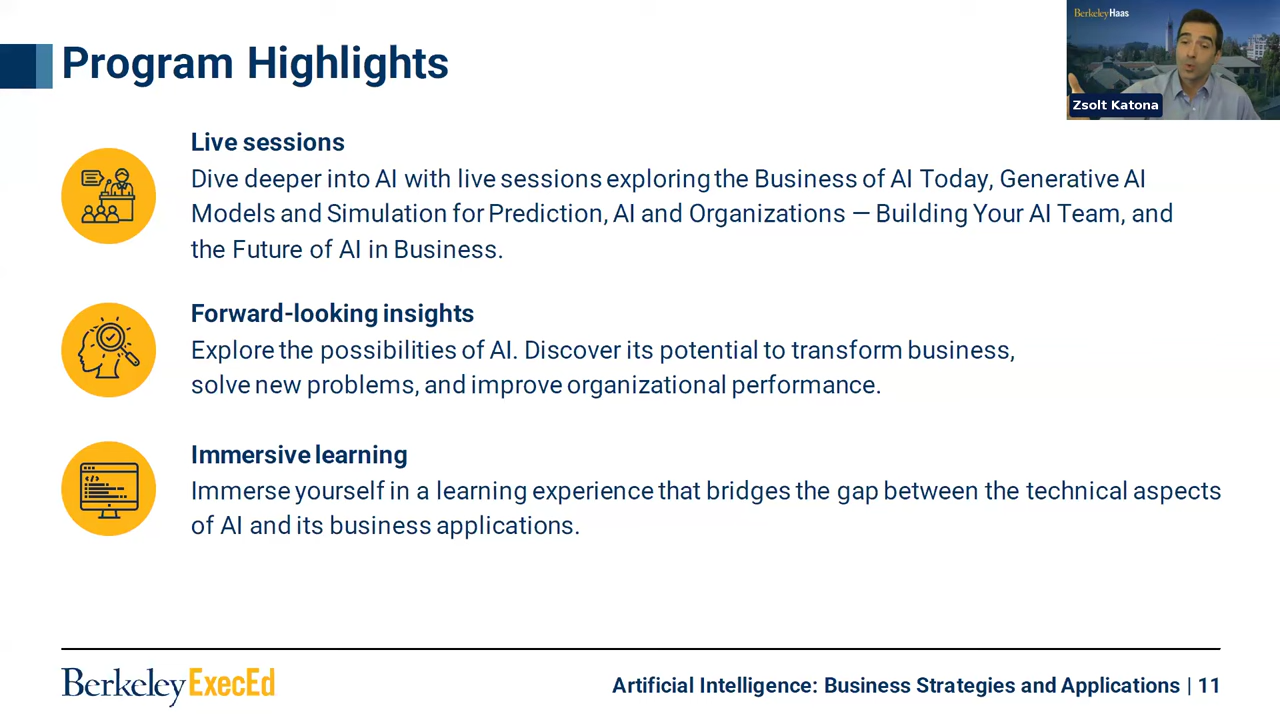 Program Highlights
BerkeleyHaas
Zsolt Katona
Live sessions
Dive deeper into AI with live sessions exploring the Business of AI Today, Generative AI
Models and Simulation for Prediction, AI and Organizations — Building Your AI Team, and
the Future of AI in Business.
Forward-looking insights
Explore the possibilities of AI. Discover its potential to transform business,
solve new problems, and improve organizational performance.
Immersive learning
Immerse yourself in a learning experience that bridges the gap between the technical aspects
of AI and its business applications.
Berkeley ExecEd
Artificial Intelligence: Business Strategies and Applications | 11